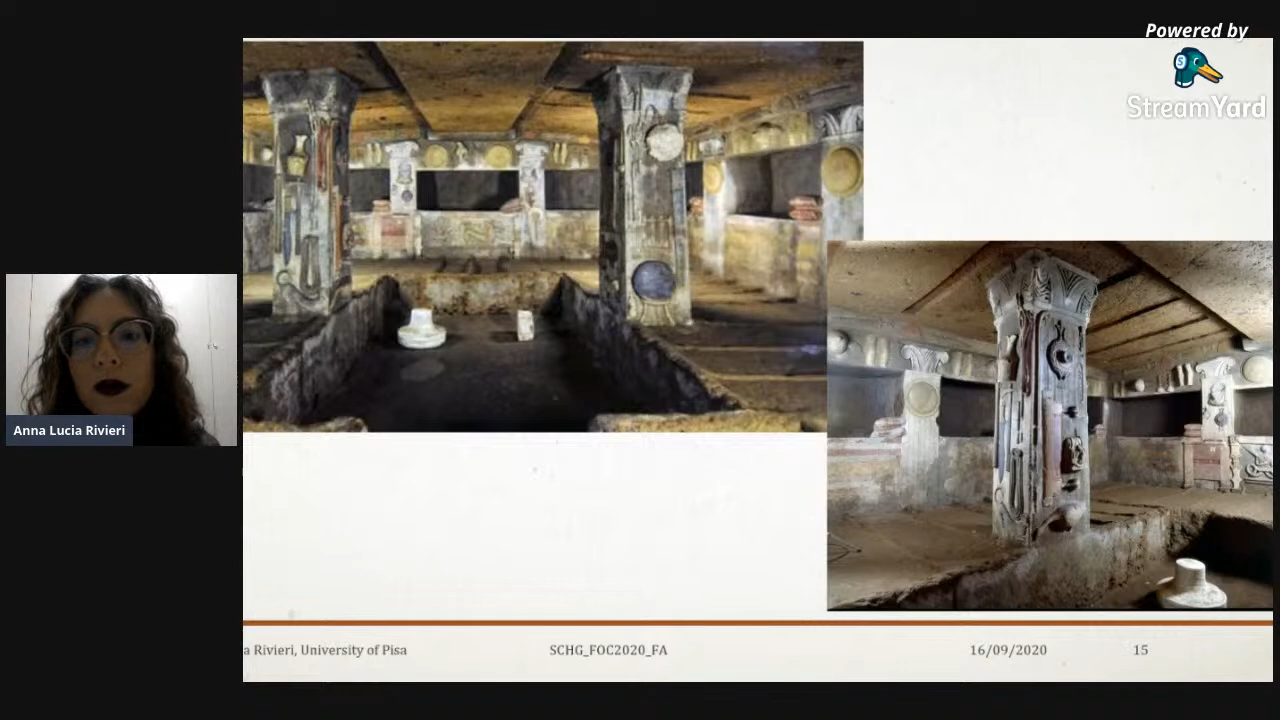 Powered by
StreamYard
Anna Lucia Rivieri
a Rivieri, University of Pisa
SCHG_FOC2020_FA
16/09/2020
15